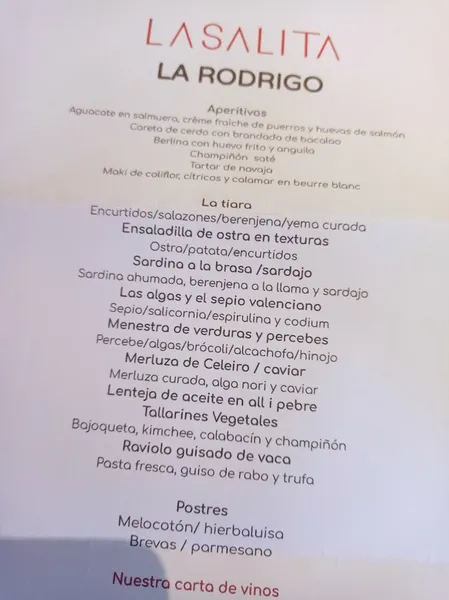 LASALITA
LA RODRIGO
Aperitivos
Aguacate en salmuera, crême fraiche de puerros y huevas de salmón
Careta de cerdo con brandada de bacalao
Berlina con huevo frito y anguila
Champiñón saté
Tartar de navaja
Maki de coliflor, cítricos y calamar en beurre blanc
La tiara
Encurtidos/salazones/berenjena/yema curada
Ensaladilla de ostra en texturas
Ostra/patata/encurtidos
Sardina a la brasa /sardajo
Sardina ahumada, berenjena a la llama y sardajo
Las algas y el sepio valenciano
Sepio/salicornia/espirulina y codium
Menestra de verduras y percebes
Percebe/algas/brócoli/alcachofa/hinojo
Merluza de Celeiro / caviar
Merluza curada, alga nori y caviar
Lenteja de aceite en all i pebre
Tallarines Vegetales
Bajoqueta, kimchee, calabacín y champiñón
Raviolo guisado de vaca
Pasta fresca, guiso de rabo y trufa
Postres
Melocotón/ hierbaluisa
Brevas / parmesano
Nuestra carta de vinos